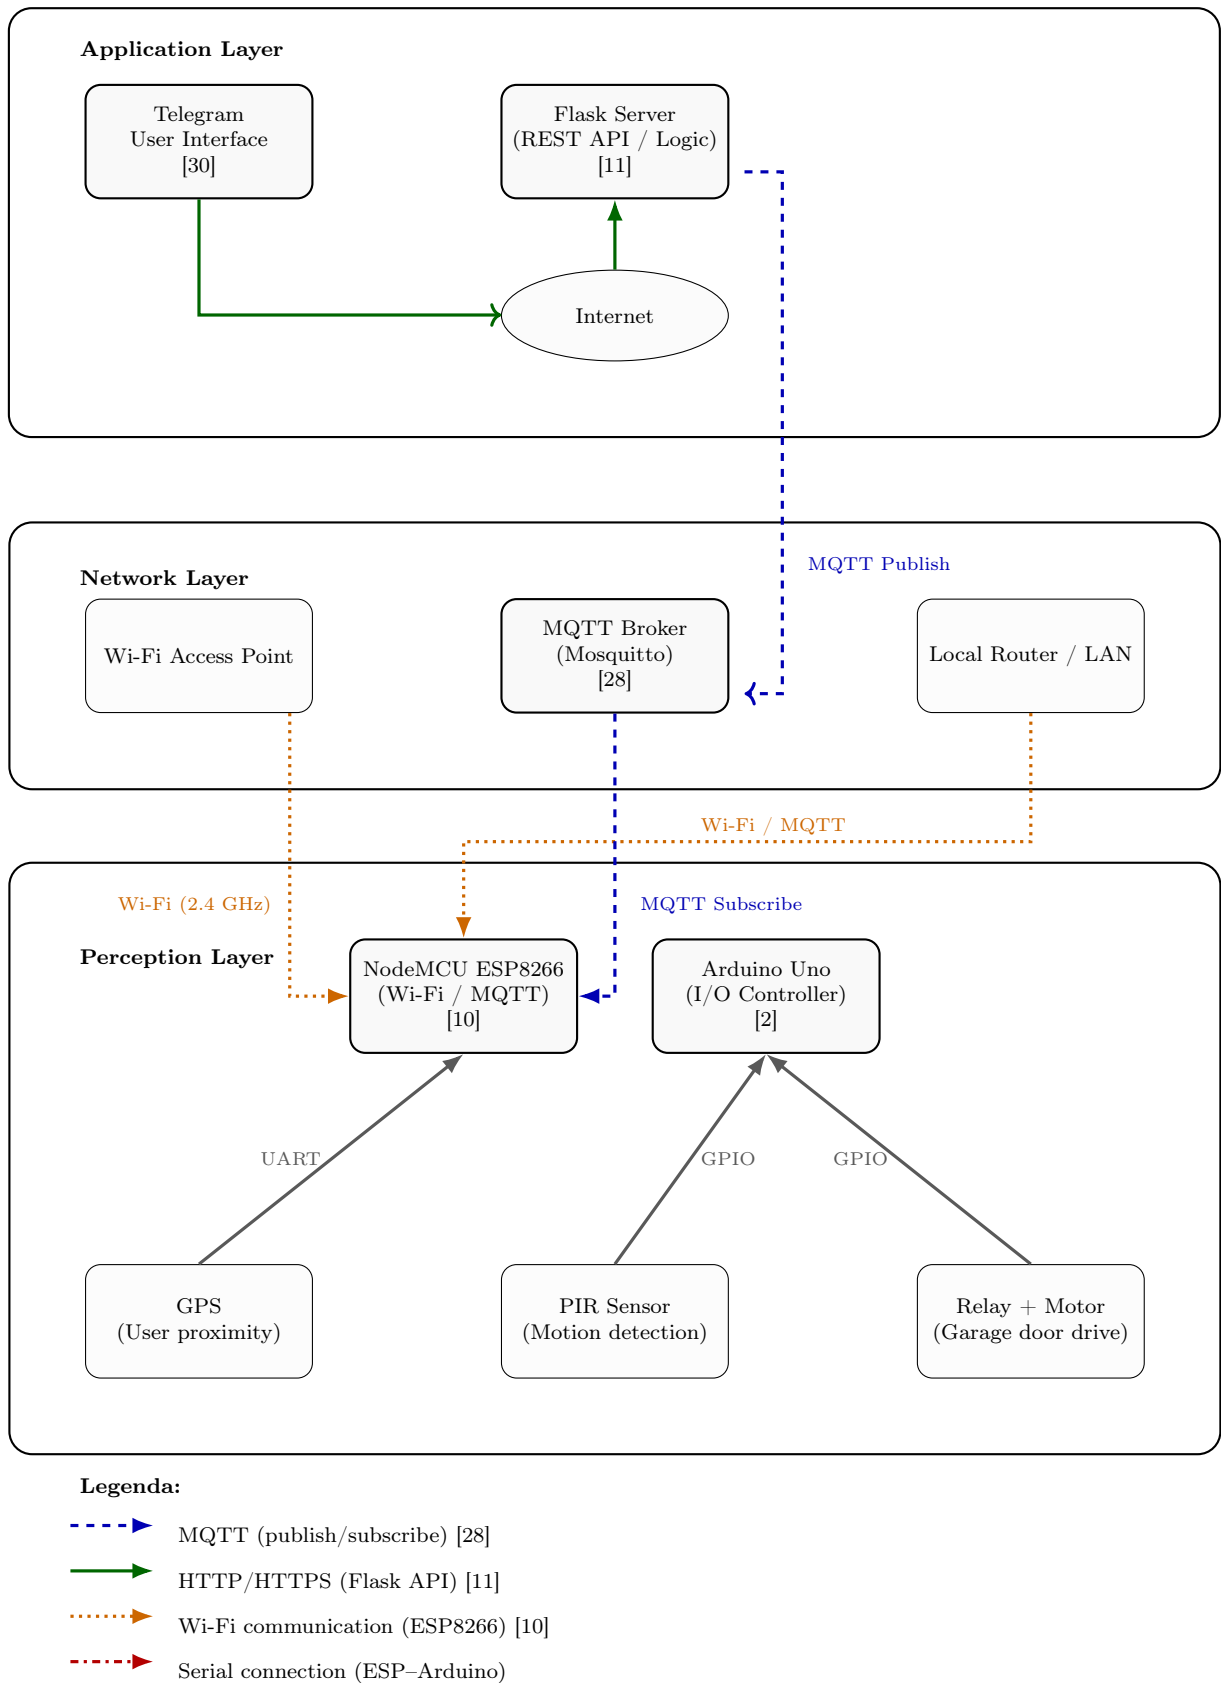 Application Layer
Telegram
User Interface
[30]
Flask Server
(REST API / Logic)
[11]
Internet
MQTT Publish
Network Layer
Wi-Fi Access Point
MQTT Broker
(Mosquitto)
[28]
Local Router / LAN
Wi-Fi / MQTT
Wi-Fi (2.4 GHz)
MQTT Subscribe
Perception Layer
NodeMCU ESP8266
(Wi-Fi / MQTT)
[10]
Arduino Uno
(I/O Controller)
[2]
UART
GPIO
GPIO
GPS
(User proximity)
PIR Sensor
(Motion detection)
Relay + Motor
(Garage door drive)
Legenda:
MQTT (publish/subscribe) [28]
HTTP/HTTPS (Flask API) [11]
Wi-Fi communication (ESP8266) [10]
Serial connection (ESP–Arduino)